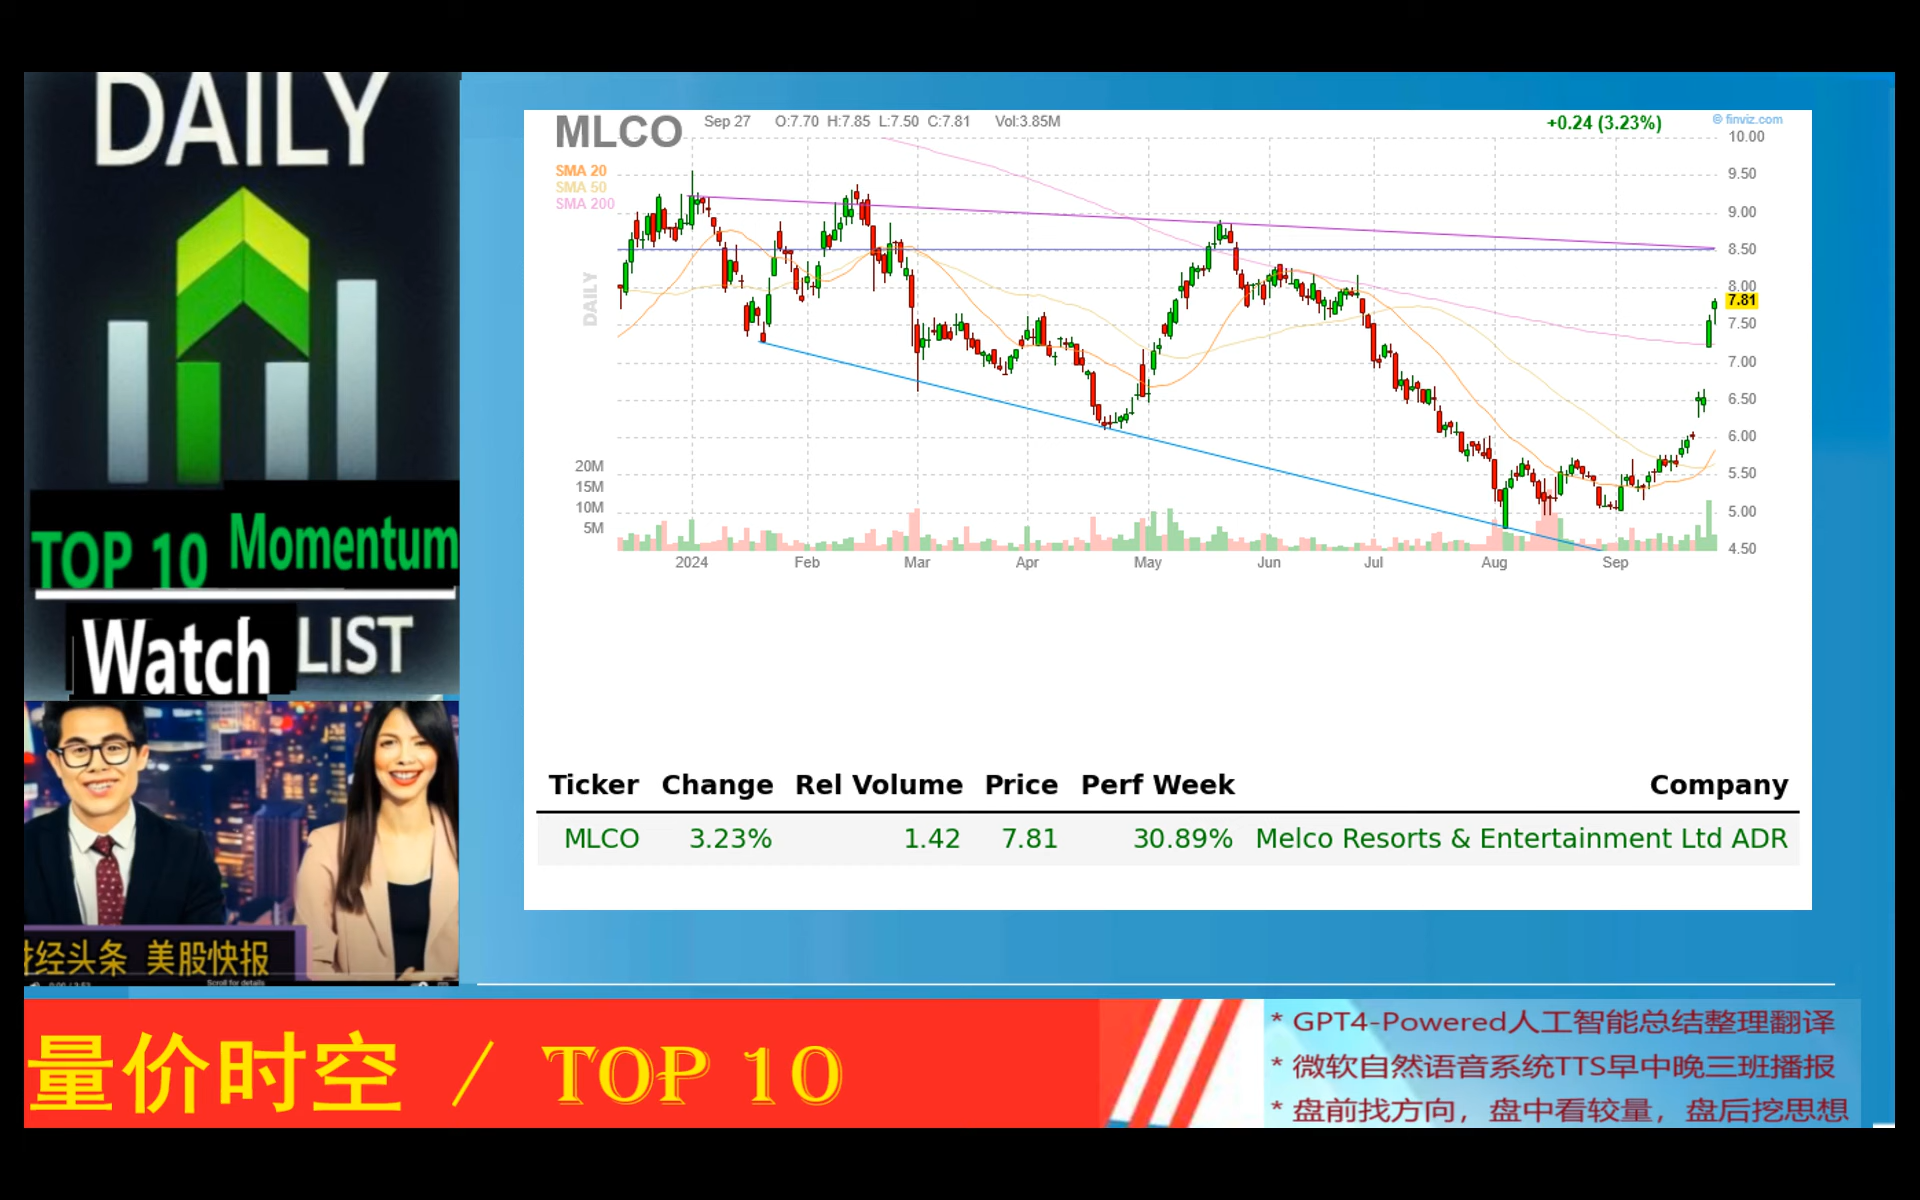 DAILY
TOP 10 Momentum
Watch LIST
经头条 美股快报
Scroll for details
MLCO Sep 27 O:7.70 H:7.85 L:7.50 C:7.81 Vol:3.85M +0.24 (3.23%) © finviz.com
SMA 20
SMA 50
SMA 200
DAILY
10.00
9.50
9.00
8.50
8.00
7.81
7.50
7.00
6.50
6.00
5.50
5.00
4.50
20M
15M
10M
5M
2024 Feb Mar Apr May Jun Jul Aug Sep
Ticker Change Rel Volume Price Perf Week Company
MLCO 3.23% 1.42 7.81 30.89% Melco Resorts & Entertainment Ltd ADR
量价时空 / TOP 10
* GPT4-Powered人工智能总结整理翻译
* 微软自然语音系统TTS早中晚三班播报
* 盘前找方向，盘中看较量，盘后挖思想